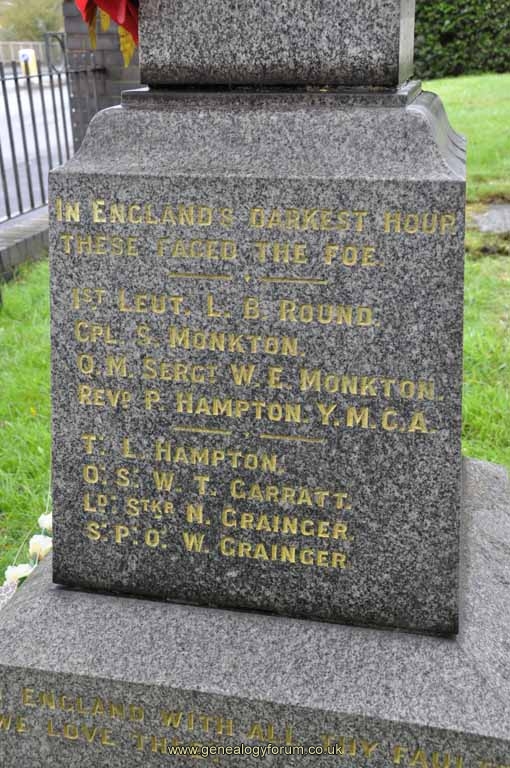 IN ENGLAND'S DARKEST HOUR
THESE FACED THE FOE.
1ST LEUT. L. B. ROUND.
CPL S. MONKTON.
Q. M. SERGT W. E. MONKTON.
REVD P. HAMPTON. Y.M.C.A.
T. L. HAMPTON.
O. S. W. T. GARRATT.
LD: STKR N. GRAINGER.
S: P: O: W. GRAINGER
ENGLAND WITH ALL THY FAULTS
WE LOVE
www.genealogyforum.co.uk